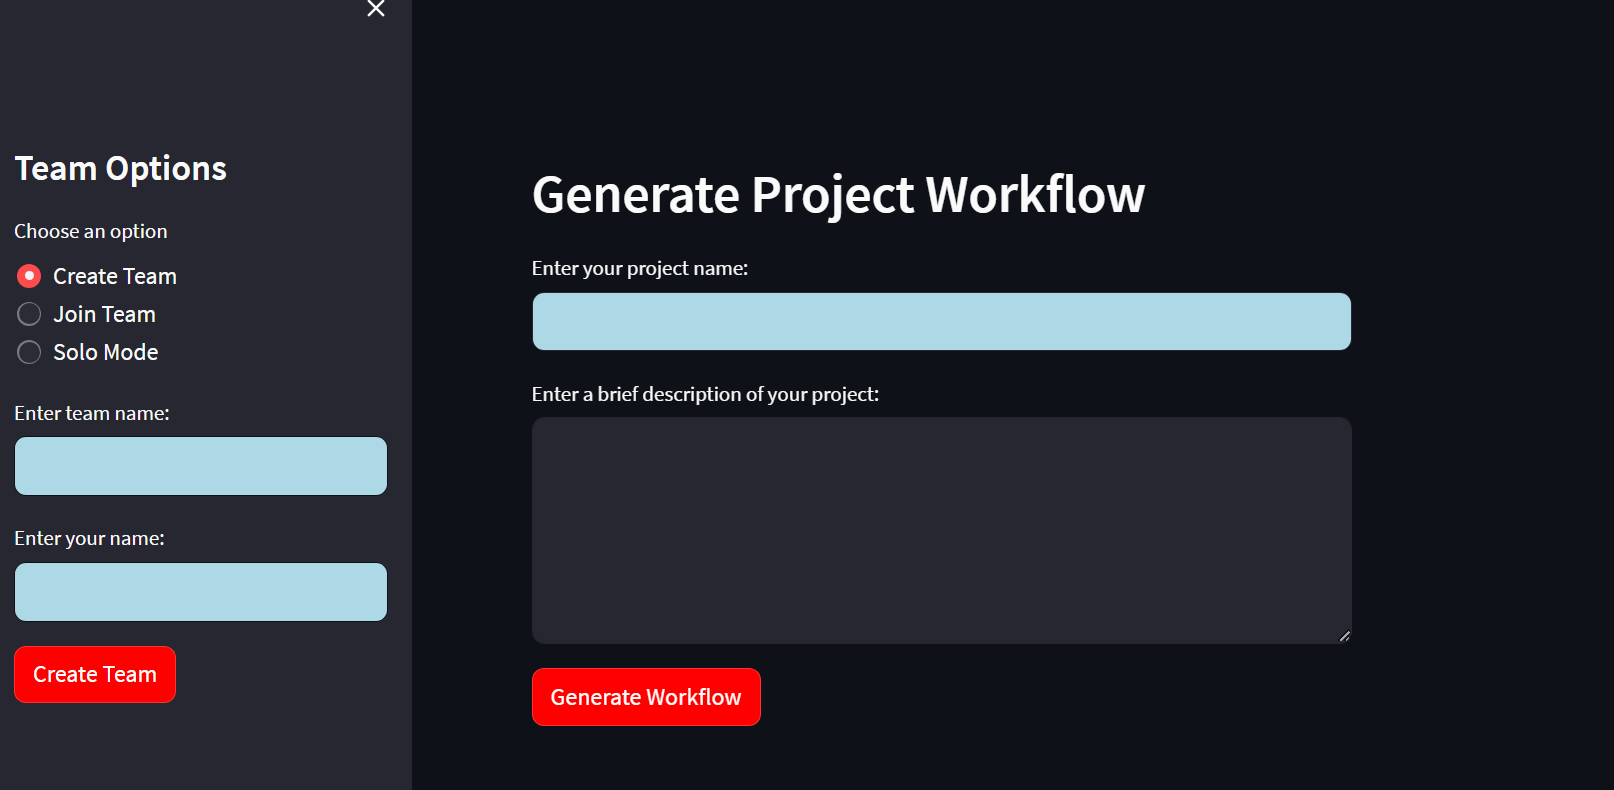 Team Options
Choose an option
Create Team
Join Team
Solo Mode
Enter team name:
Enter your name:
Create Team
Generate Project Workflow
Enter your project name:
Enter a brief description of your project:
Generate Workflow